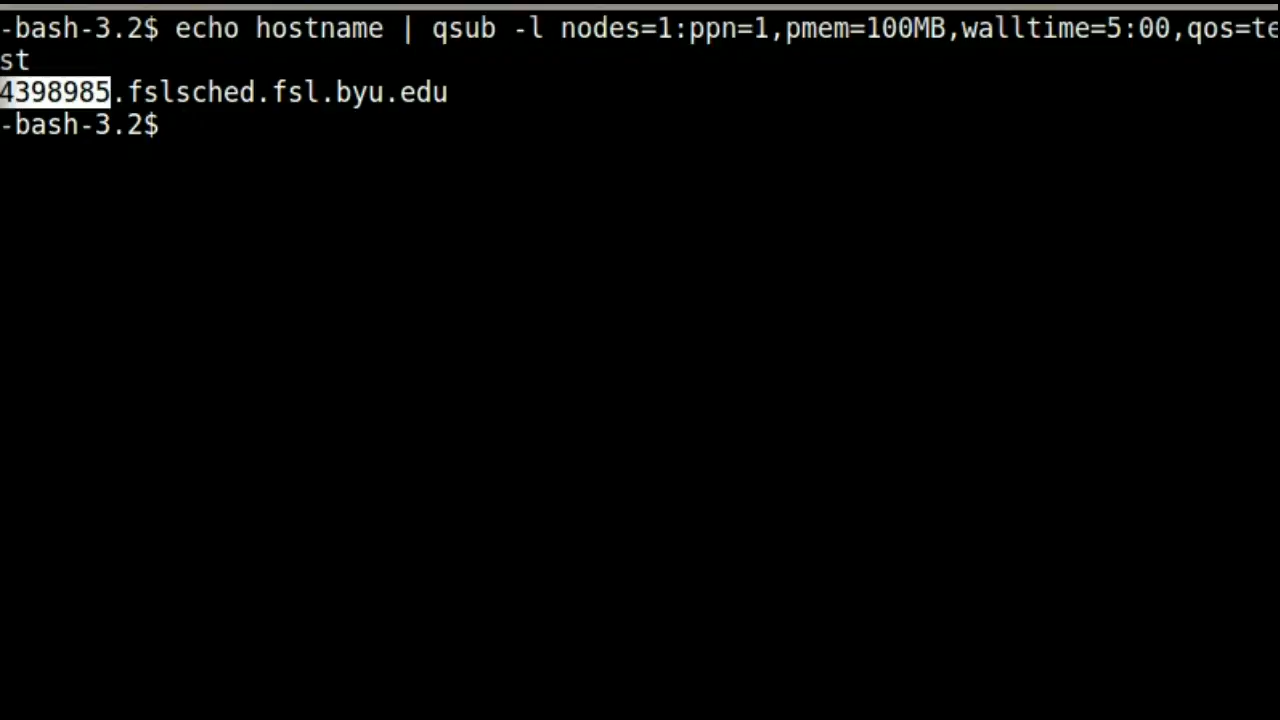 -bash-3.2$ echo hostname | qsub -l nodes=1:ppn=1,pmem=100MB,walltime=5:00,qos=te
st
4398985.fslsched.fsl.byu.edu
-bash-3.2$